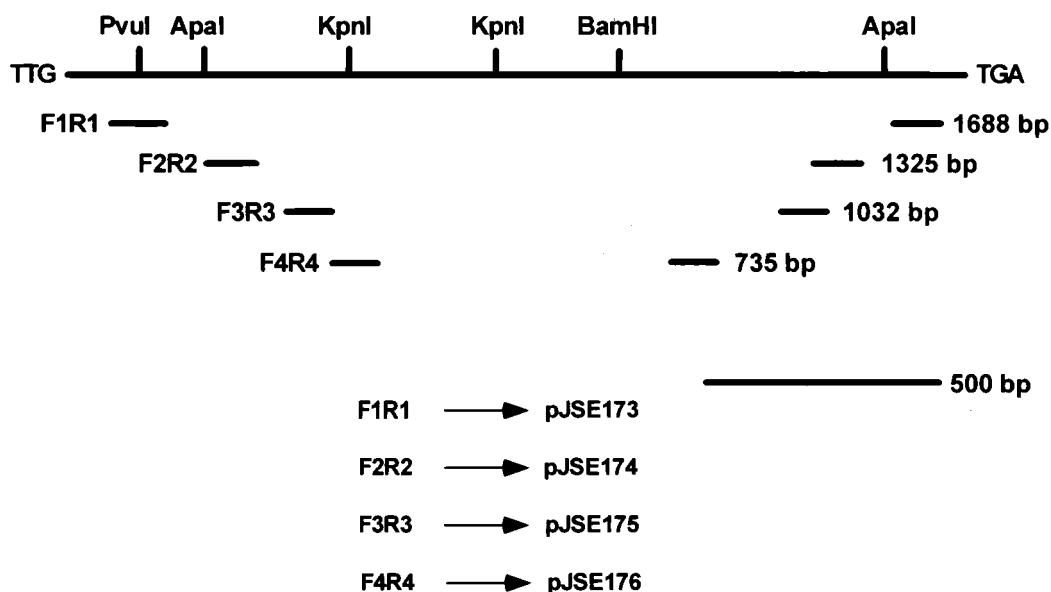 PvuI ApaI KpnI KpnI BamHI ApaI
TTG TGA
F1R1 1688 bp
F2R2 1325 bp
F3R3 1032 bp
F4R4 735 bp
500 bp
F1R1 pJSE173
F2R2 pJSE174
F3R3 pJSE175
F4R4 pJSE176